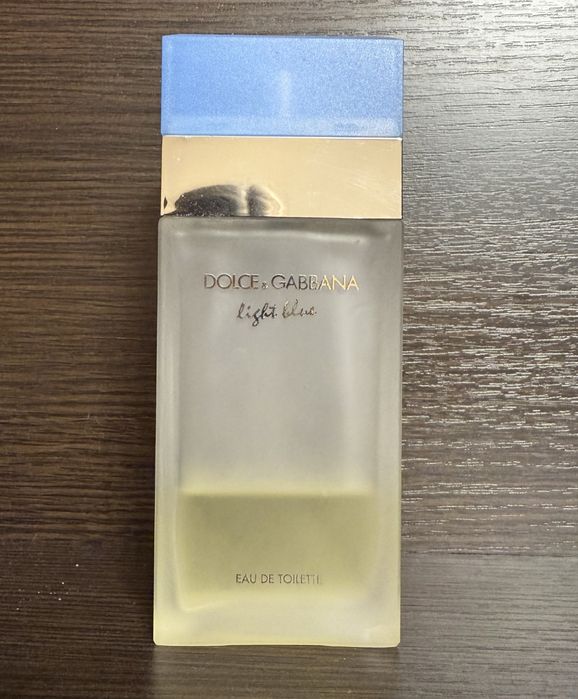 DOLCE & GABBANA
light blue
EAU DE TOILETTE